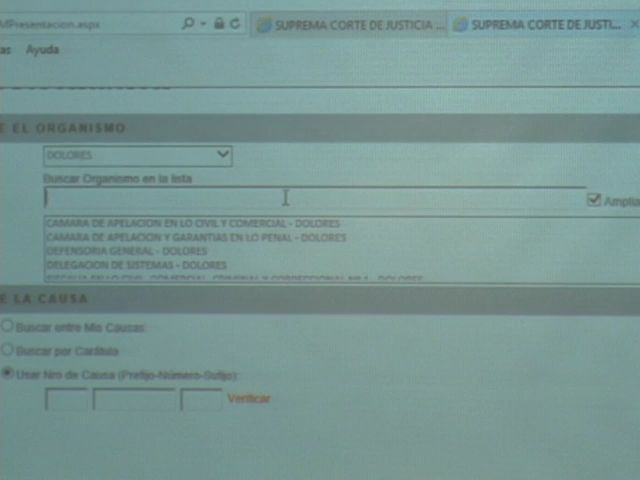 MPresentacion.aspx
SUPREMA CORTE DE JUSTICIA ...
SUPREMA CORTE DE JUSTI...
as Ayuda
E EL ORGANISMO
DOLORES
Buscar Organismo en la lista
Amplia
CAMARA DE APELACION EN LO CIVIL Y COMERCIAL - DOLORES
CAMARA DE APELACION Y GARANTIAS EN LO PENAL - DOLORES
DEFENSORIA GENERAL - DOLORES
DELEGACION DE SISTEMAS - DOLORES
E LA CAUSA
Buscar entre Mis Causas:
Buscar por Carátula
Usar Nro de Causa (Prefijo-Número-Sufijo):
Verificar